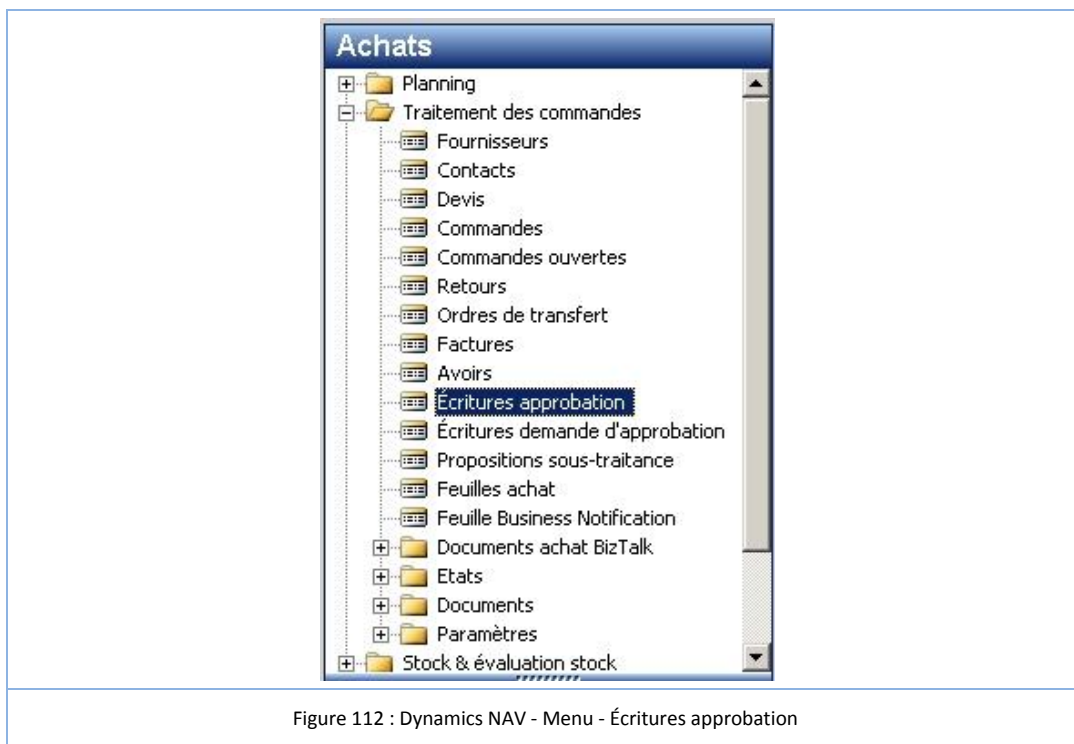 Achats
Planning
Traitement des commandes
Fournisseurs
Contacts
Devis
Commandes
Commandes ouvertes
Retours
Ordres de transfert
Factures
Avoirs
Écritures approbation
Écritures demande d'approbation
Propositions sous-traitance
Feuilles achat
Feuille Business Notification
Documents achat BizTalk
Etats
Documents
Paramètres
Stock & évaluation stock
Figure 112 : Dynamics NAV - Menu - Écritures approbation